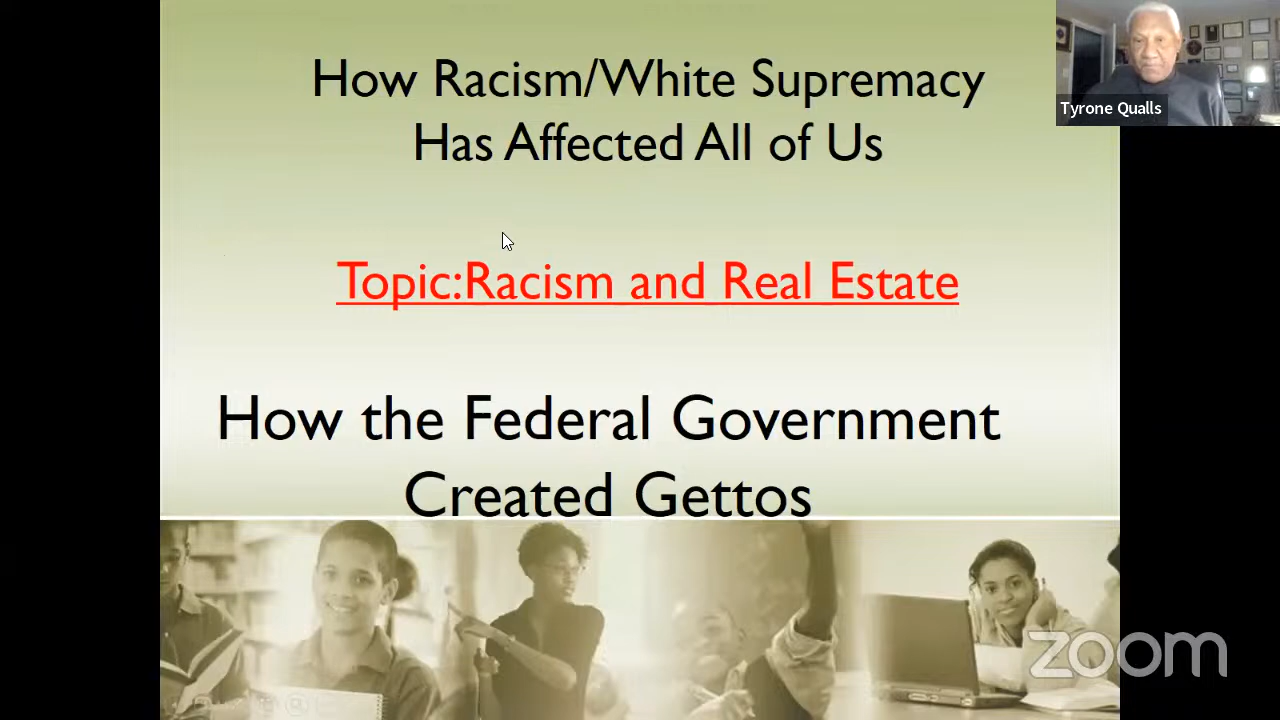 How Racism/White Supremacy
Has Affected All of Us
Tyrone Qualls
Topic:Racism and Real Estate
How the Federal Government
Created Gettos
zoom